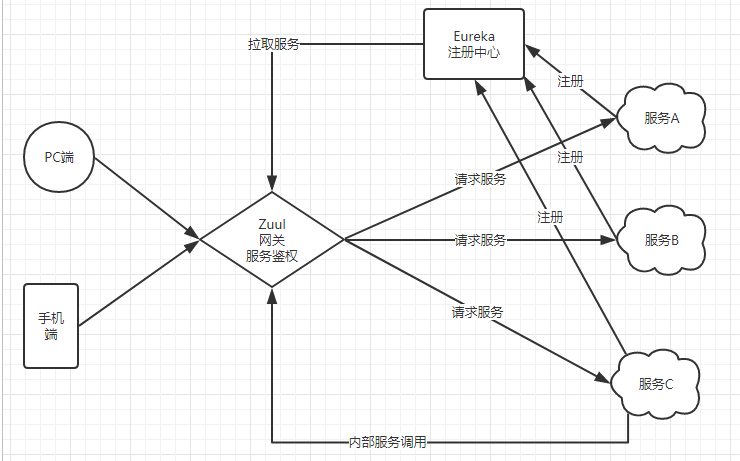 Eureka
注册中心
拉取服务
注册
服务A
PC端
注册
请求服务
注册
Zuul
网关
服务鉴权
请求服务
服务B
手机
端
请求服务
服务C
内部服务调用